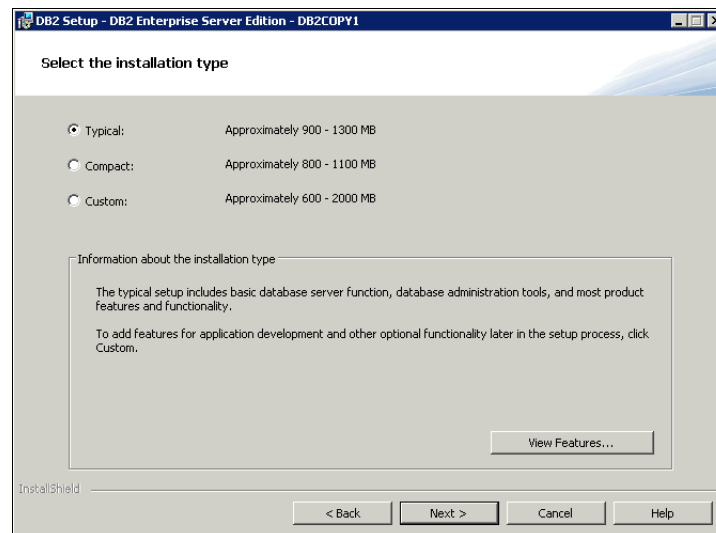 DB2 Setup - DB2 Enterprise Server Edition - DB2COPY1
Select the installation type
Typical: Approximately 900 - 1300 MB
Compact: Approximately 800 - 1100 MB
Custom: Approximately 600 - 2000 MB
Information about the installation type
The typical setup includes basic database server function, database administration tools, and most product
features and functionality.
To add features for application development and other optional functionality later in the setup process, click
Custom.
View Features...
InstallShield
< Back Next > Cancel Help